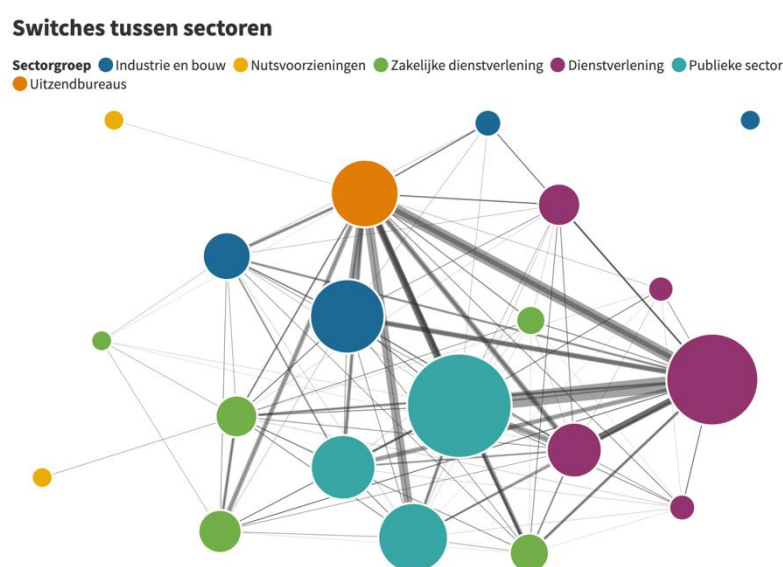 Switches tussen sectoren
Sectorgroep Industrie en bouw Nutsvoorzieningen Zakelijke dienstverlening Dienstverlening Publieke sector
Uitzendbureaus